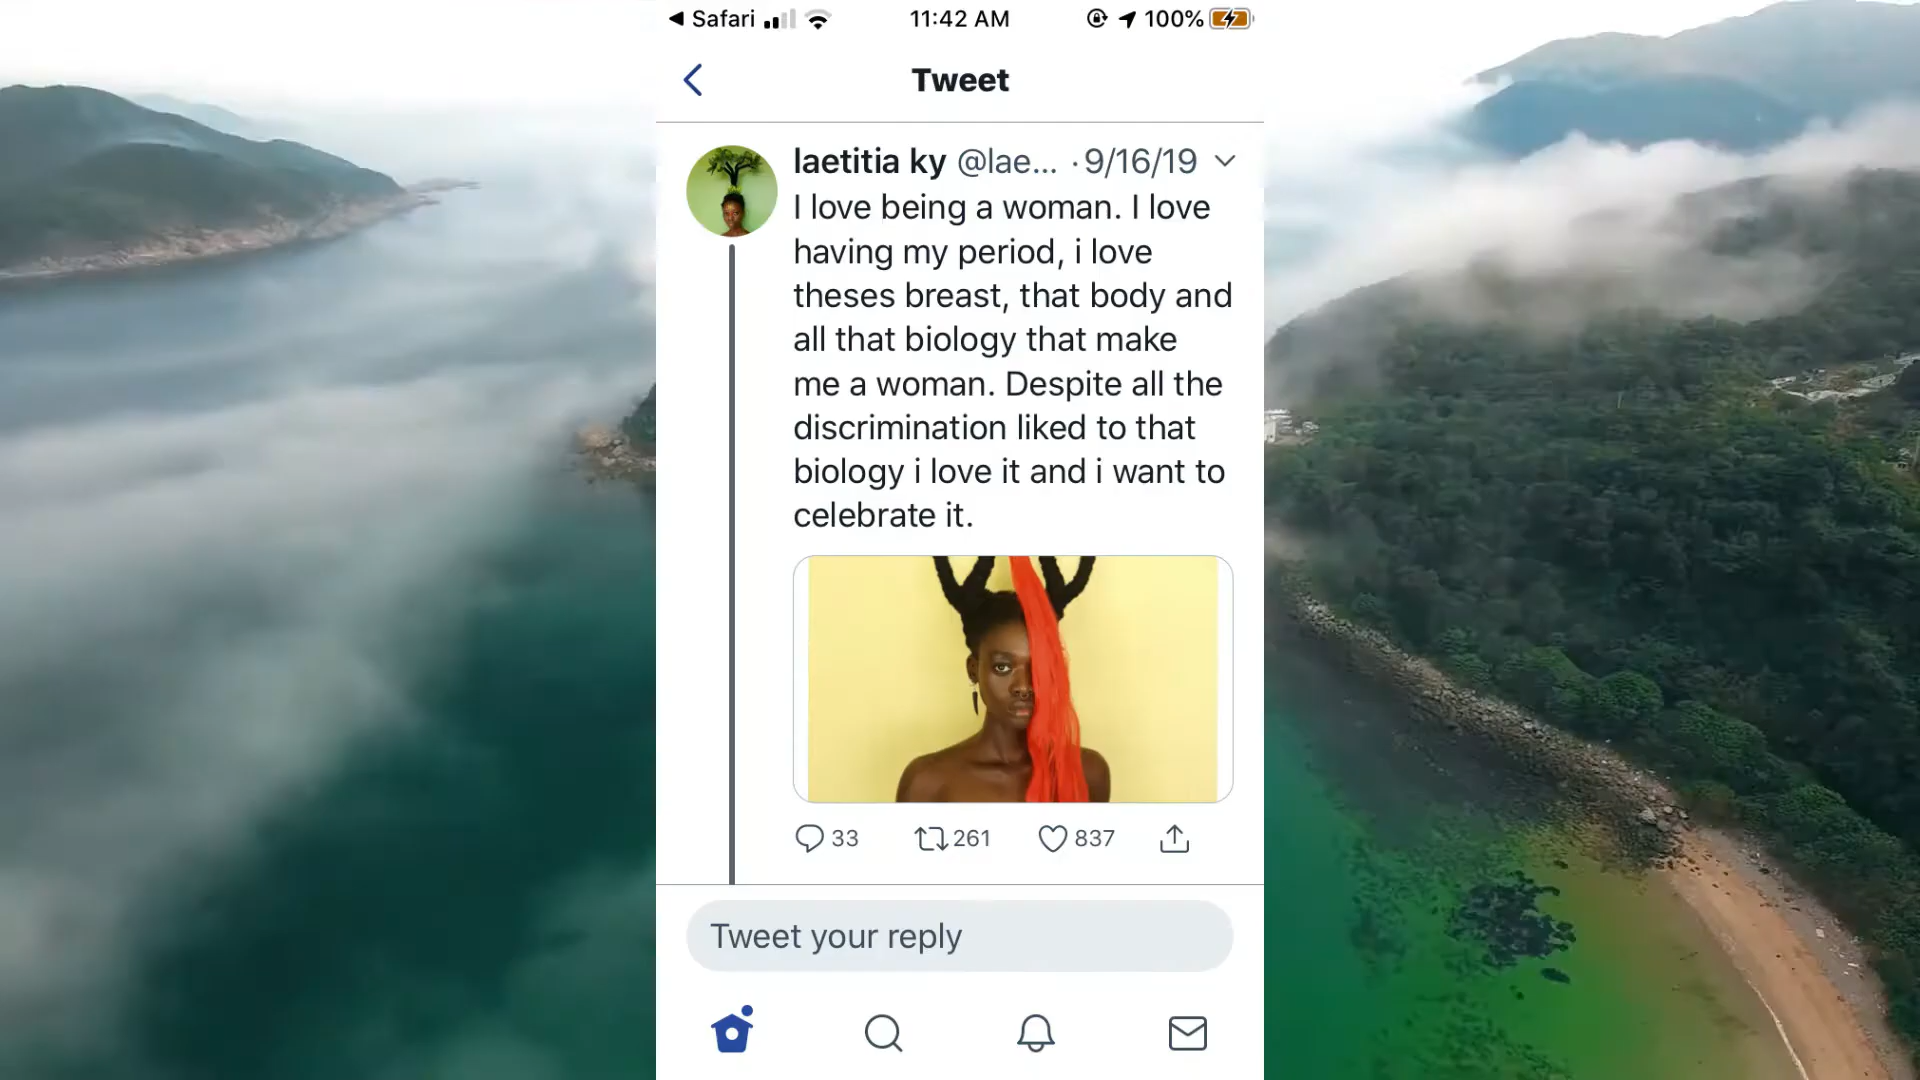 Safari 11:42 AM 100%
Tweet
laetitia ky @lae... · 9/16/19
I love being a woman. I love
having my period, i love
theses breast, that body and
all that biology that make
me a woman. Despite all the
discrimination liked to that
biology i love it and i want to
celebrate it.
33 261 837
Tweet your reply